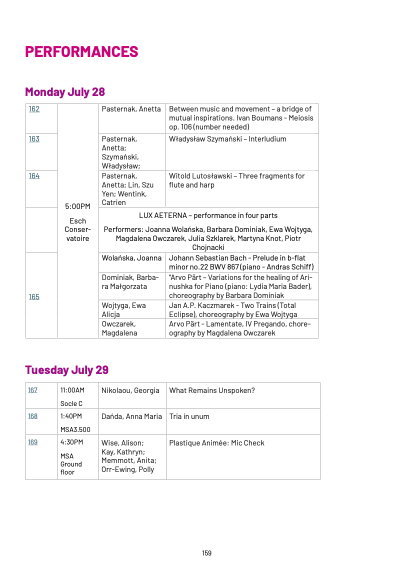 PERFORMANCES
Monday July 28
162
5:00PM
Esch
Conser-
vatoire
Pasternak, Anetta
Between music and movement – a bridge of
mutual inspirations. Ivan Boumans - Meiosis
op. 106 (number needed)
163
Pasternak,
Anetta;
Szymański,
Władysław;
Władysław Szymański – Interludium
164
Pasternak,
Anetta; Lin, Szu
Yen; Wentink,
Catrien
Witold Lutosławski – Three fragments for
flute and harp
165
LUX AETERNA – performance in four parts
Performers: Joanna Wolańska, Barbara Dominiak, Ewa Wojtyga,
Magdalena Owczarek, Julia Szklarek, Martyna Knot, Piotr
Chojnacki
Wolańska, Joanna
Johann Sebastian Bach - Prelude in b-flat
minor no.22 BWV 867(piano - Andras Schiff)
Dominiak, Barba-
ra Małgorzata
"Arvo Pärt – Variations for the healing of Ari-
nushka for Piano (piano: Lydia Maria Bader),
choreography by Barbara Dominiak
Wojtyga, Ewa
Alicja
Jan A.P. Kaczmarek – Two Trains (Total
Eclipse), choreography by Ewa Wojtyga
Owczarek,
Magdalena
Arvo Pärt - Lamentate, IV Pregando, chore-
ography by Magdalena Owczarek
Tuesday July 29
167
11:00AM
Socle C
Nikolaou, Georgia
What Remains Unspoken?
168
1:40PM
MSA3.500
Dańda, Anna Maria
Tria in unum
169
4:30PM
MSA
Ground
floor
Wise, Alison;
Kay, Kathryn;
Memmott, Anita;
Orr-Ewing, Polly
Plastique Animée: Mic Check
159